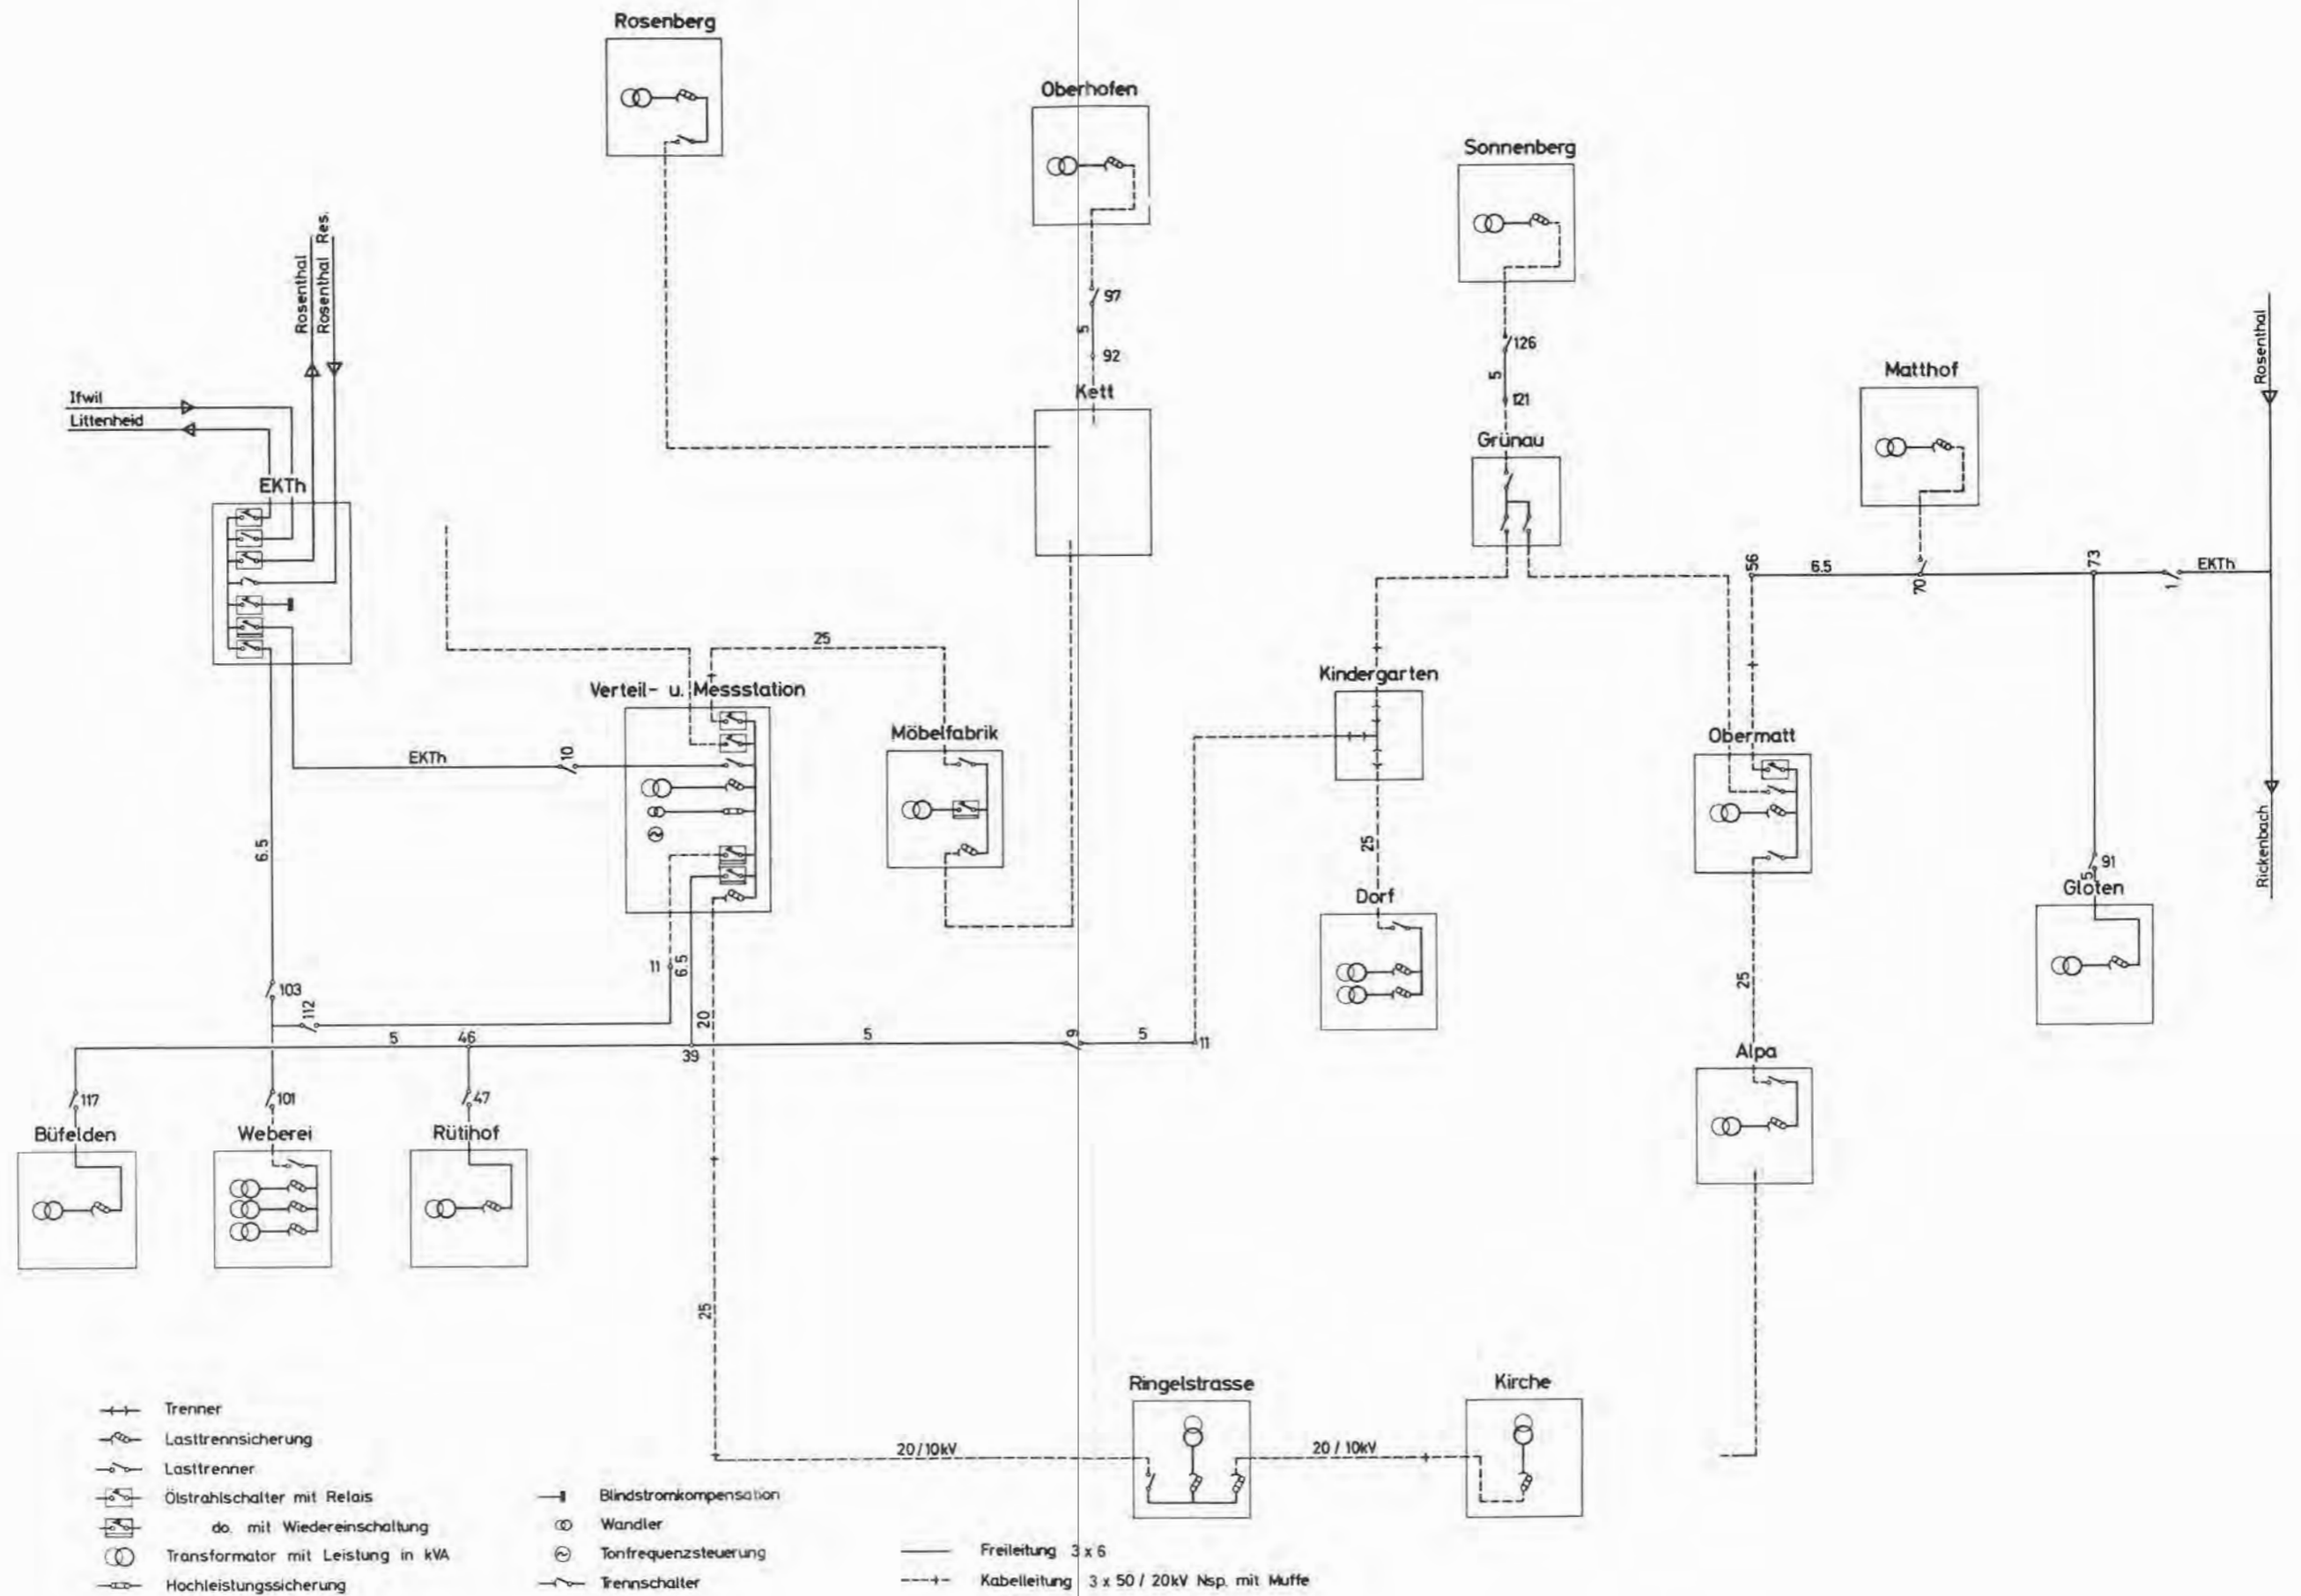 Rosenberg
Oberhofen
Sonnenberg
Rosenthal
Rosenthal Res.
97
5
92
126
5
121
Matthof
Rosenthal
Ifwil
Littenheid
Kett
Grünau
EKTh
56
6.5
70
73
1
EKTh
25
Verteil- u. Messstation
Kindergarten
Möbelfabrik
Obermatt
EKTh
10
Rickenbach
6.5
25
91
5
Gloten
Dorf
11
6.5
25
103
112
20
5
46
39
5
9
5
11
Alpa
117
101
47
Büfelden
Weberei
Rütihof
25
Ringelstrasse
Kirche
20/10kV
20 / 10kV
Trenner
Lasttrennsicherung
Lasttrenner
Ölstrahlschalter mit Relais
do. mit Wiedereinschaltung
Transformator mit Leistung in kVA
Hochleistungssicherung
Blindstromkompensation
Wandler
Tonfrequenzsteuerung
Trennschalter
Freileitung 3 x 6
Kabelleitung 3 x 50 / 20kV Nsp. mit Muffe